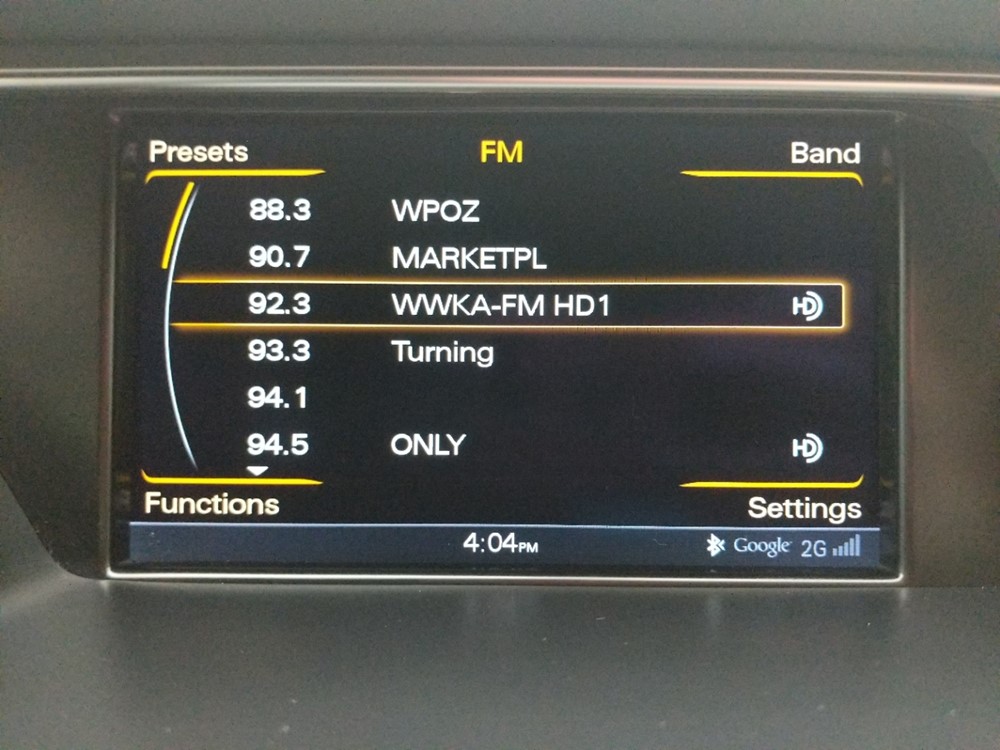 Presets FM Band
88.3 WPOZ
90.7 MARKETPL
92.3 WWKA-FM HD1 HD
93.3 Turning
94.1
94.5 ONLY HD
Functions Settings
4:04PM Google 2G